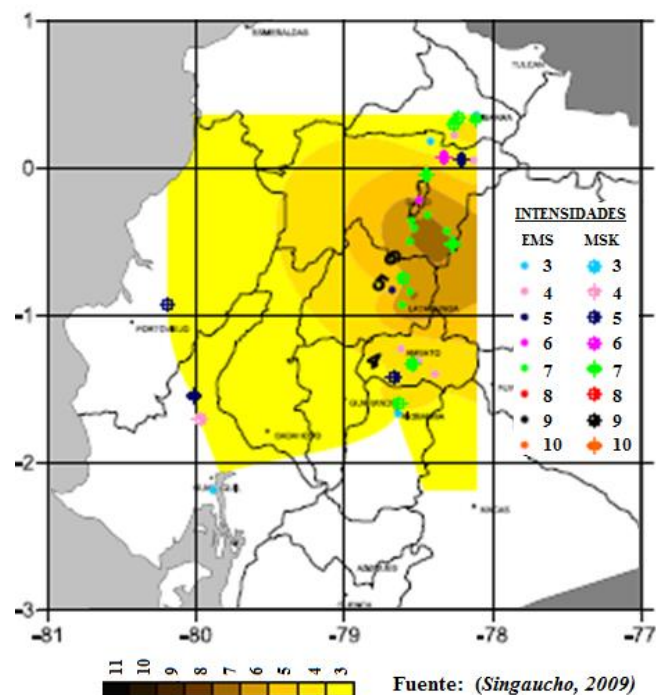 1
ESMERALDAS
TULCAN
IBARRA
0
INTENSIDADES
EMS MSK
3 3
4 4
5 5
6 6
7 7
8 8
9 9
10 10
6
5
4
LATACUNGA
-1
PORTOVIEJO
AMBATO
GUARANDA
RIOBAMBA
BABAHOYO
-2
MACAS
-3
-81 -80 -79 -78 -77
11 10 9 8 7 6 5 4 3
Fuente: (Singaucho, 2009)